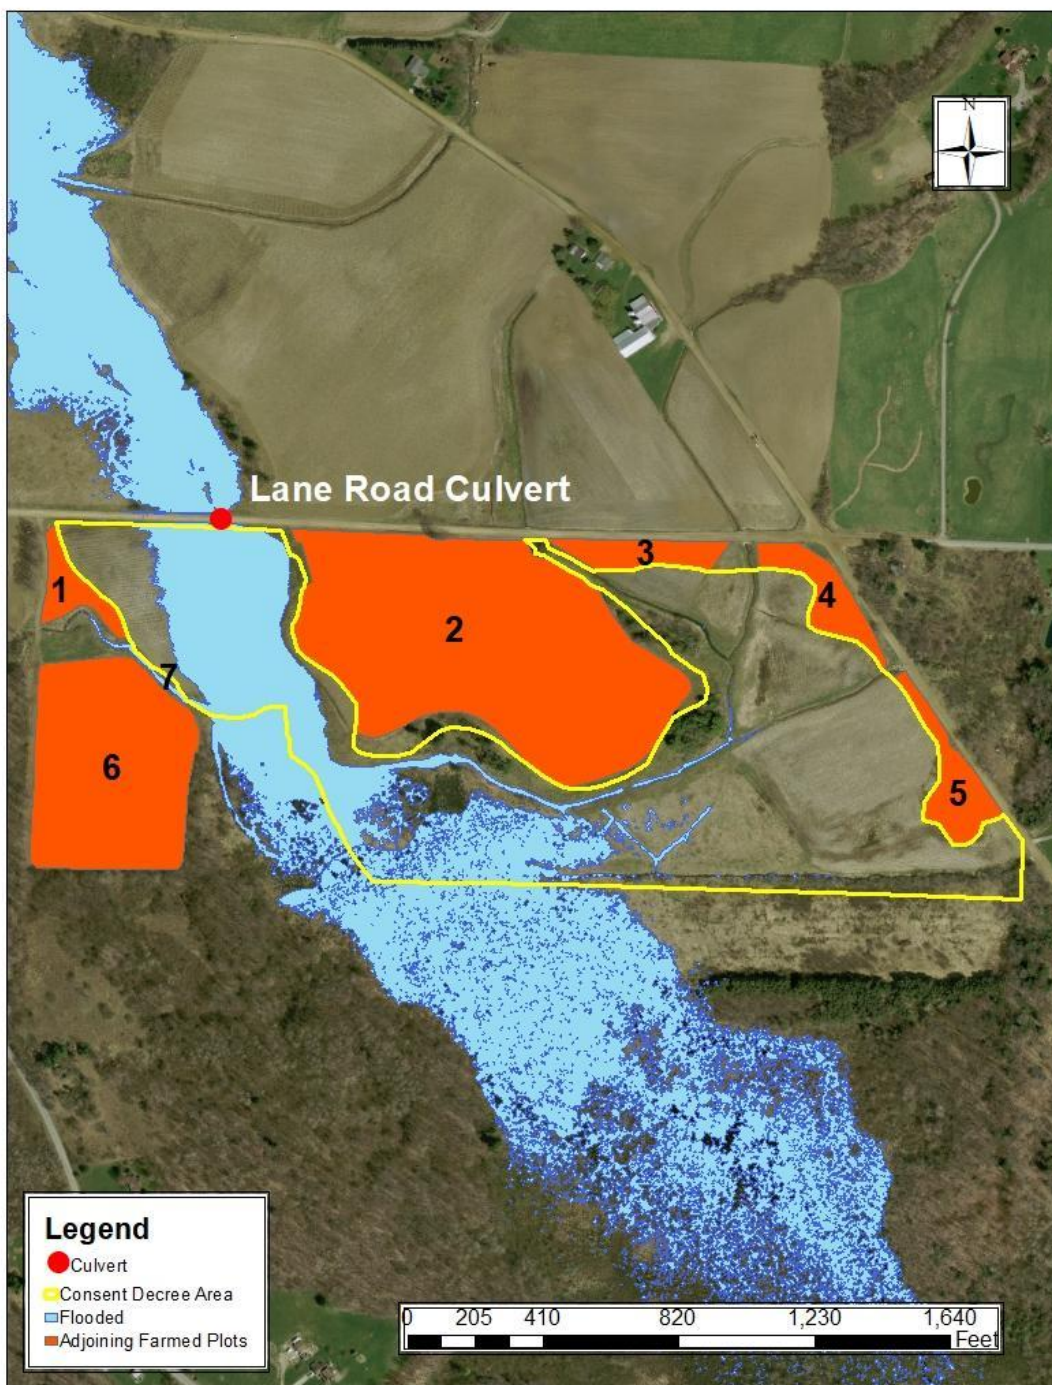 N
Lane Road Culvert
1
2
3
4
5
6
7
Legend
Culvert
Consent Decree Area
Flooded
Adjoining Farmed Plots
0 205 410 820 1,230 1,640
Feet